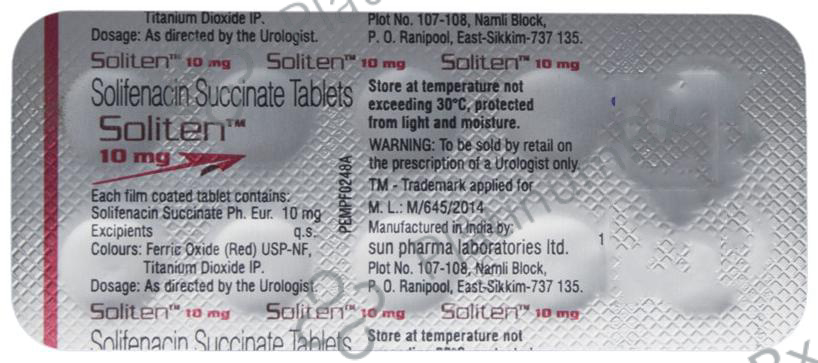 Titanium Dioxide IP.
Dosage: As directed by the Urologist.
Soliten™ 10 mg Soliten™ 10 mg Soliten™ 10 mg
Solifenacin Succinate Tablets
Soliten™
10 mg
Each film coated tablet contains:
Solifenacin Succinate Ph. Eur. 10 mg
Excipients q.s.
Colours: Ferric Oxide (Red) USP-NF,
Titanium Dioxide IP.
Dosage: As directed by the Urologist.
PEMPF0248A
Plot No. 107-108, Namli Block,
P. O. Ranipool, East-Sikkim-737 135.
Store at temperature not
exceeding 30°C, protected
from light and moisture.
WARNING: To be sold by retail on
the prescription of a Urologist only.
TM - Trademark applied for
M. L.: M/645/2014
Manufactured in India by:
sun pharma laboratories ltd.
Plot No. 107-108, Namli Block,
P. O. Ranipool, East-Sikkim-737 135.
1
Soliten™ 10 mg Soliten™ 10 mg Soliten™ 10 mg
Solifenacin Succinate Tablets
Store at temperature not